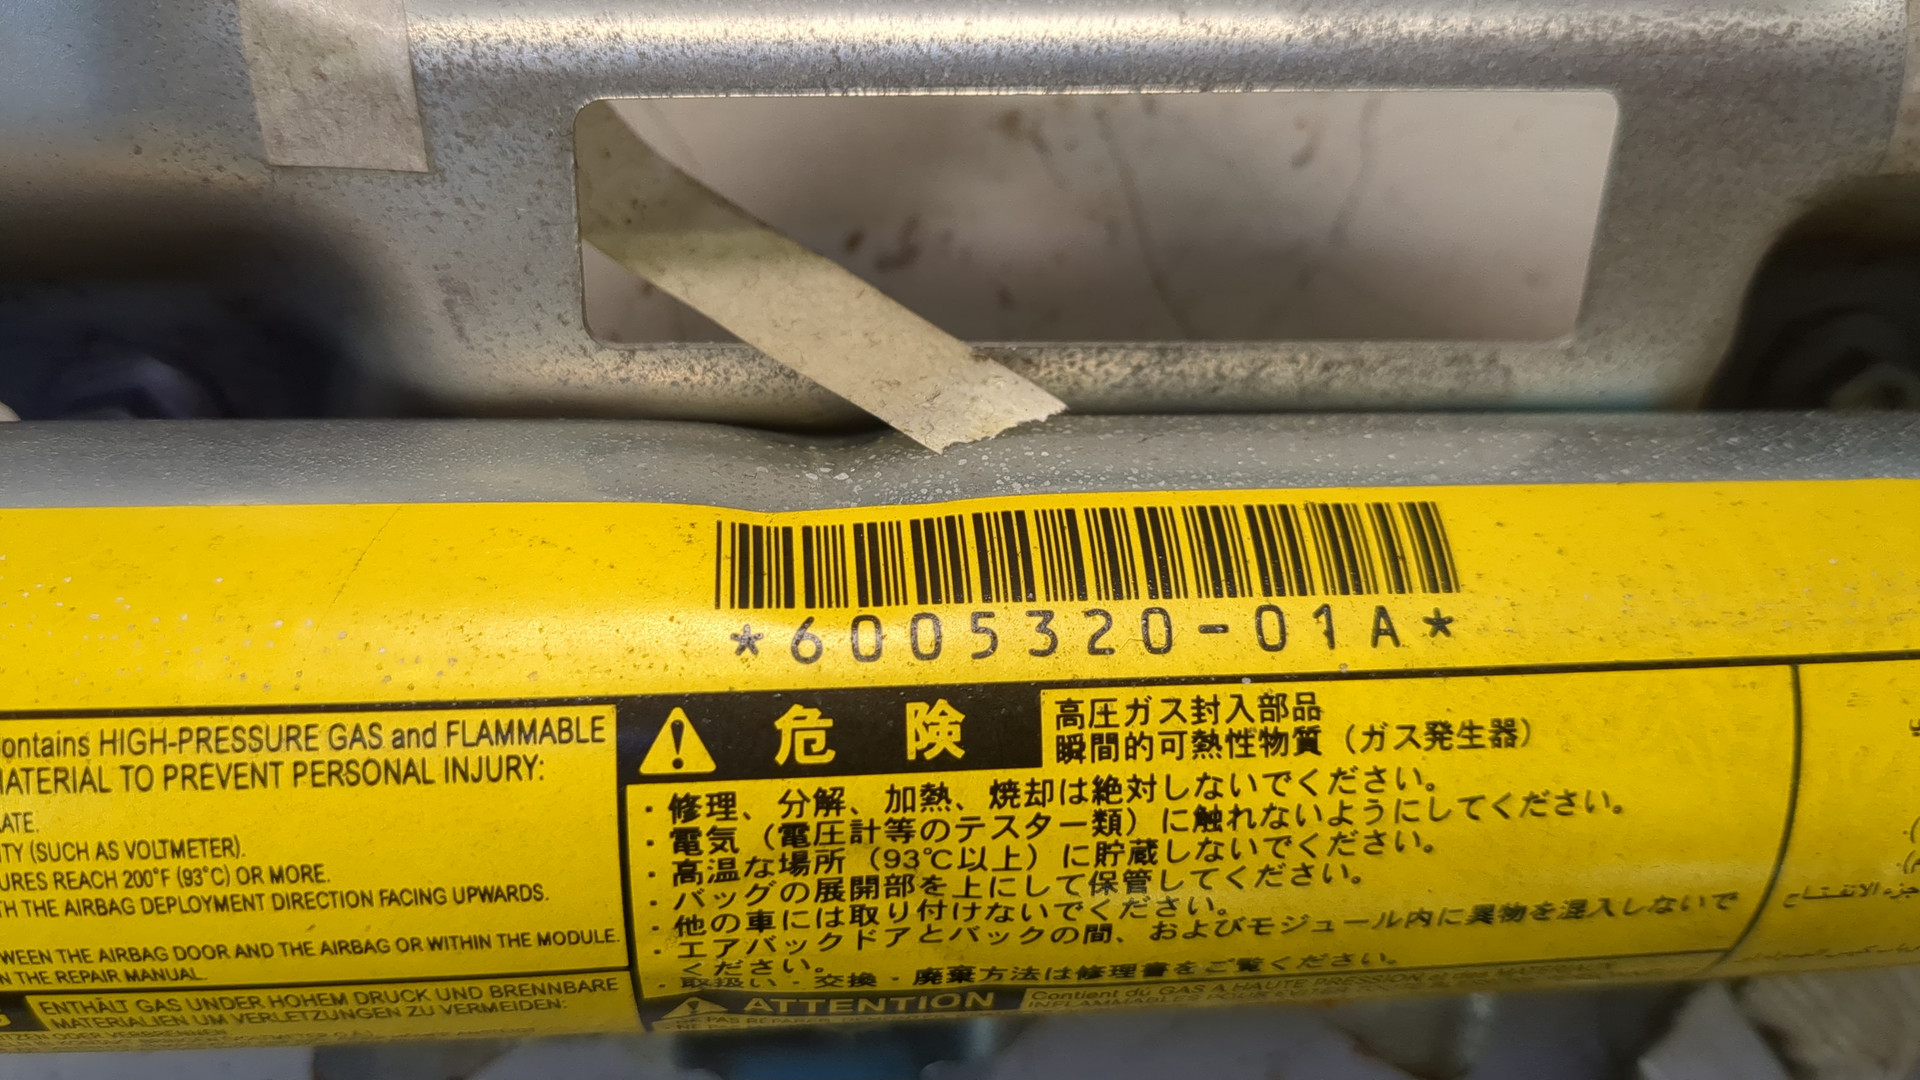 *6005320-01A*
ontains HIGH-PRESSURE GAS and FLAMMABLE
MATERIAL TO PREVENT PERSONAL INJURY:
ATE.
ITY (SUCH AS VOLTMETER).
URES REACH 200°F (93°C) OR MORE.
TH THE AIRBAG DEPLOYMENT DIRECTION FACING UPWARDS.
WEEN THE AIRBAG DOOR AND THE AIRBAG OR WITHIN THE MODULE.
N THE REPAIR MANUAL.
ENTHÄLT GAS UNDER HOHEM DRUCK UND BRENNBARE
MATERIALIEN UM VERLETZUNGEN ZU VERMEIDEN:
危険
高圧ガス封入部品
瞬間的可熱性物質（ガス発生器）
・修理、分解、加熱、焼却は絶対しないでください。
・電気（電圧計等のテスター類）に触れないようにしてください。
・高温な場所（93℃以上）に貯蔵しないでください。
・バッグの展開部を上にして保管してください。
・他の車には取り付けないでください。
・エアバックドアとバックの間、およびモジュール内に異物を混入しないで
ください。
・取扱い・交換・廃棄方法は修理書をご覧ください。
ATTENTION
Contient du GAS A HAUTE PRESSION
INFLAMMABLES POUR